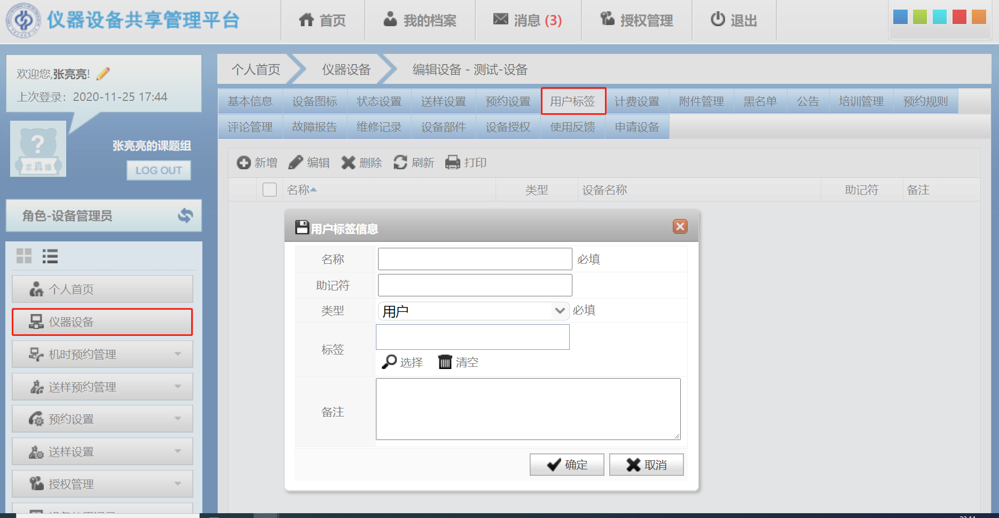 仪器设备共享管理平台
首页
我的档案
消息 (3)
授权管理
退出
欢迎您,张亮亮!
上次登录：2020-11-25 17:44
?
求真像
张亮亮的课题组
LOG OUT
角色-设备管理员
个人首页
仪器设备
机时预约管理
送样预约管理
预约设置
送样设置
授权管理
个人首页
仪器设备
编辑设备 - 测试-设备
基本信息 设备图标 状态设置 送样设置 预约设置 用户标签 计费设置 附件管理 黑名单 公告 培训管理 预约规则
评论管理 故障报告 维修记录 设备部件 设备授权 使用反馈 申请设备
新增 编辑 删除 刷新 打印
名称 类型 设备名称 助记符 备注
用户标签信息
名称 必填
助记符
类型 用户 必填
标签
选择 清空
备注
确定 取消